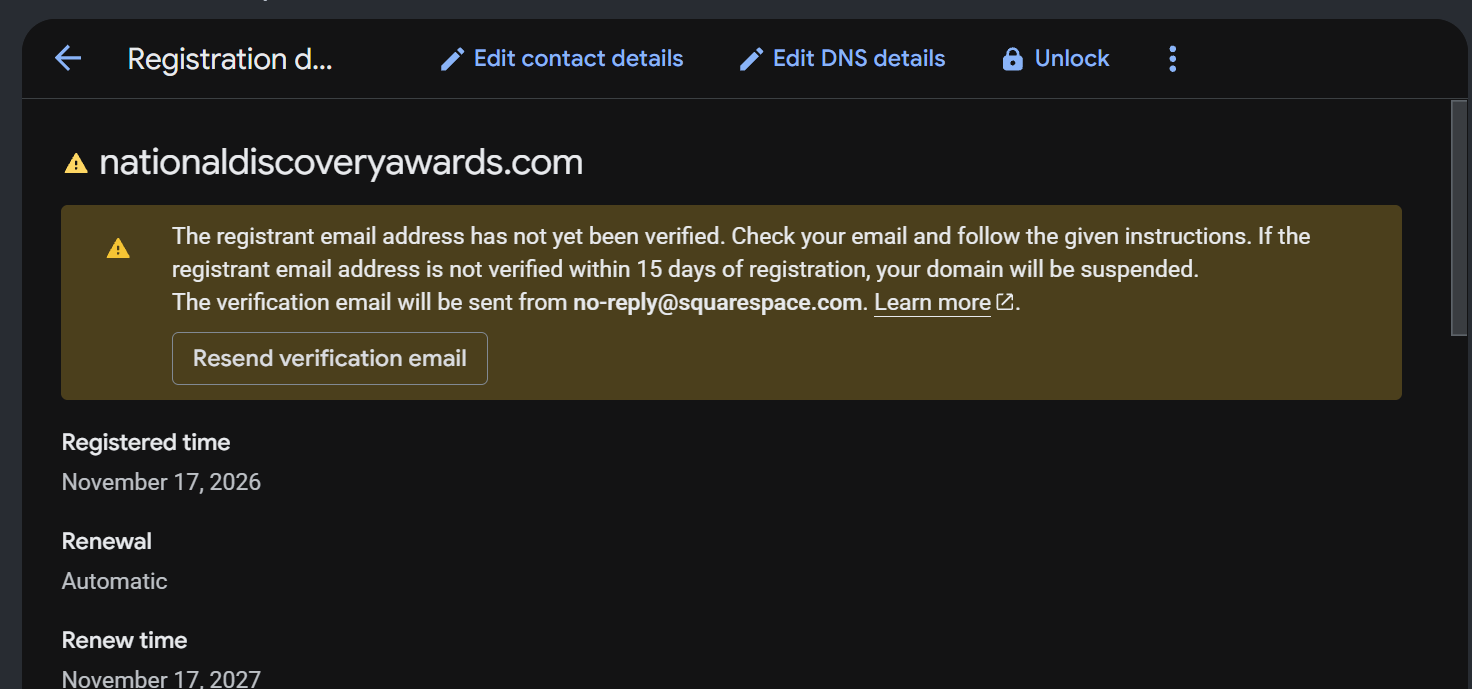 Registration d...
Edit contact details
Edit DNS details
Unlock
nationaldiscoveryawards.com
The registrant email address has not yet been verified. Check your email and follow the given instructions. If the
registrant email address is not verified within 15 days of registration, your domain will be suspended.
The verification email will be sent from no-reply@squarespace.com. Learn more.
Resend verification email
Registered time
November 17, 2026
Renewal
Automatic
Renew time
November 17, 2027